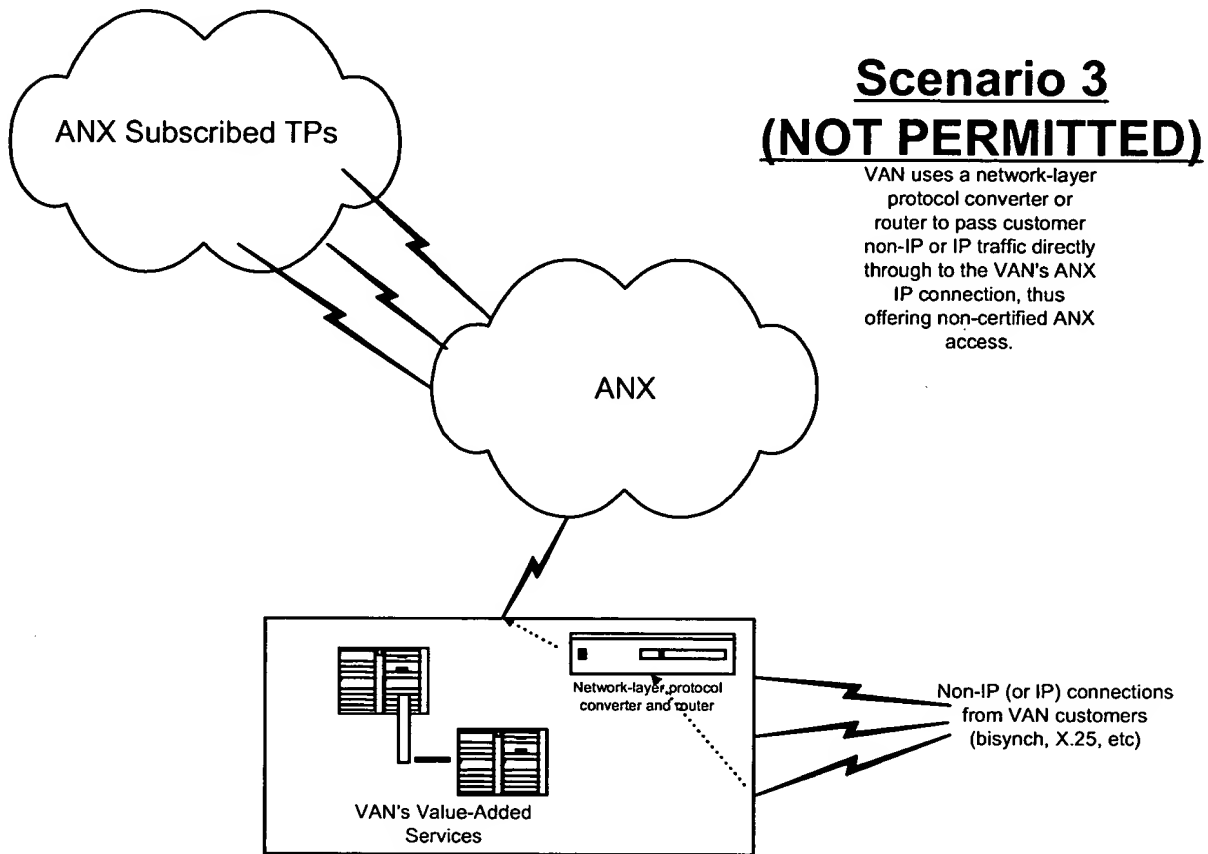 Scenario 3
(NOT PERMITTED)
VAN uses a network-layer
protocol converter or
router to pass customer
non-IP or IP traffic directly
through to the VAN's ANX
IP connection, thus
offering non-certified ANX
access.
ANX Subscribed TPs
ANX
Network-layer protocol
converter and router
Non-IP (or IP) connections
from VAN customers
(bisynch, X.25, etc)
VAN's Value-Added
Services